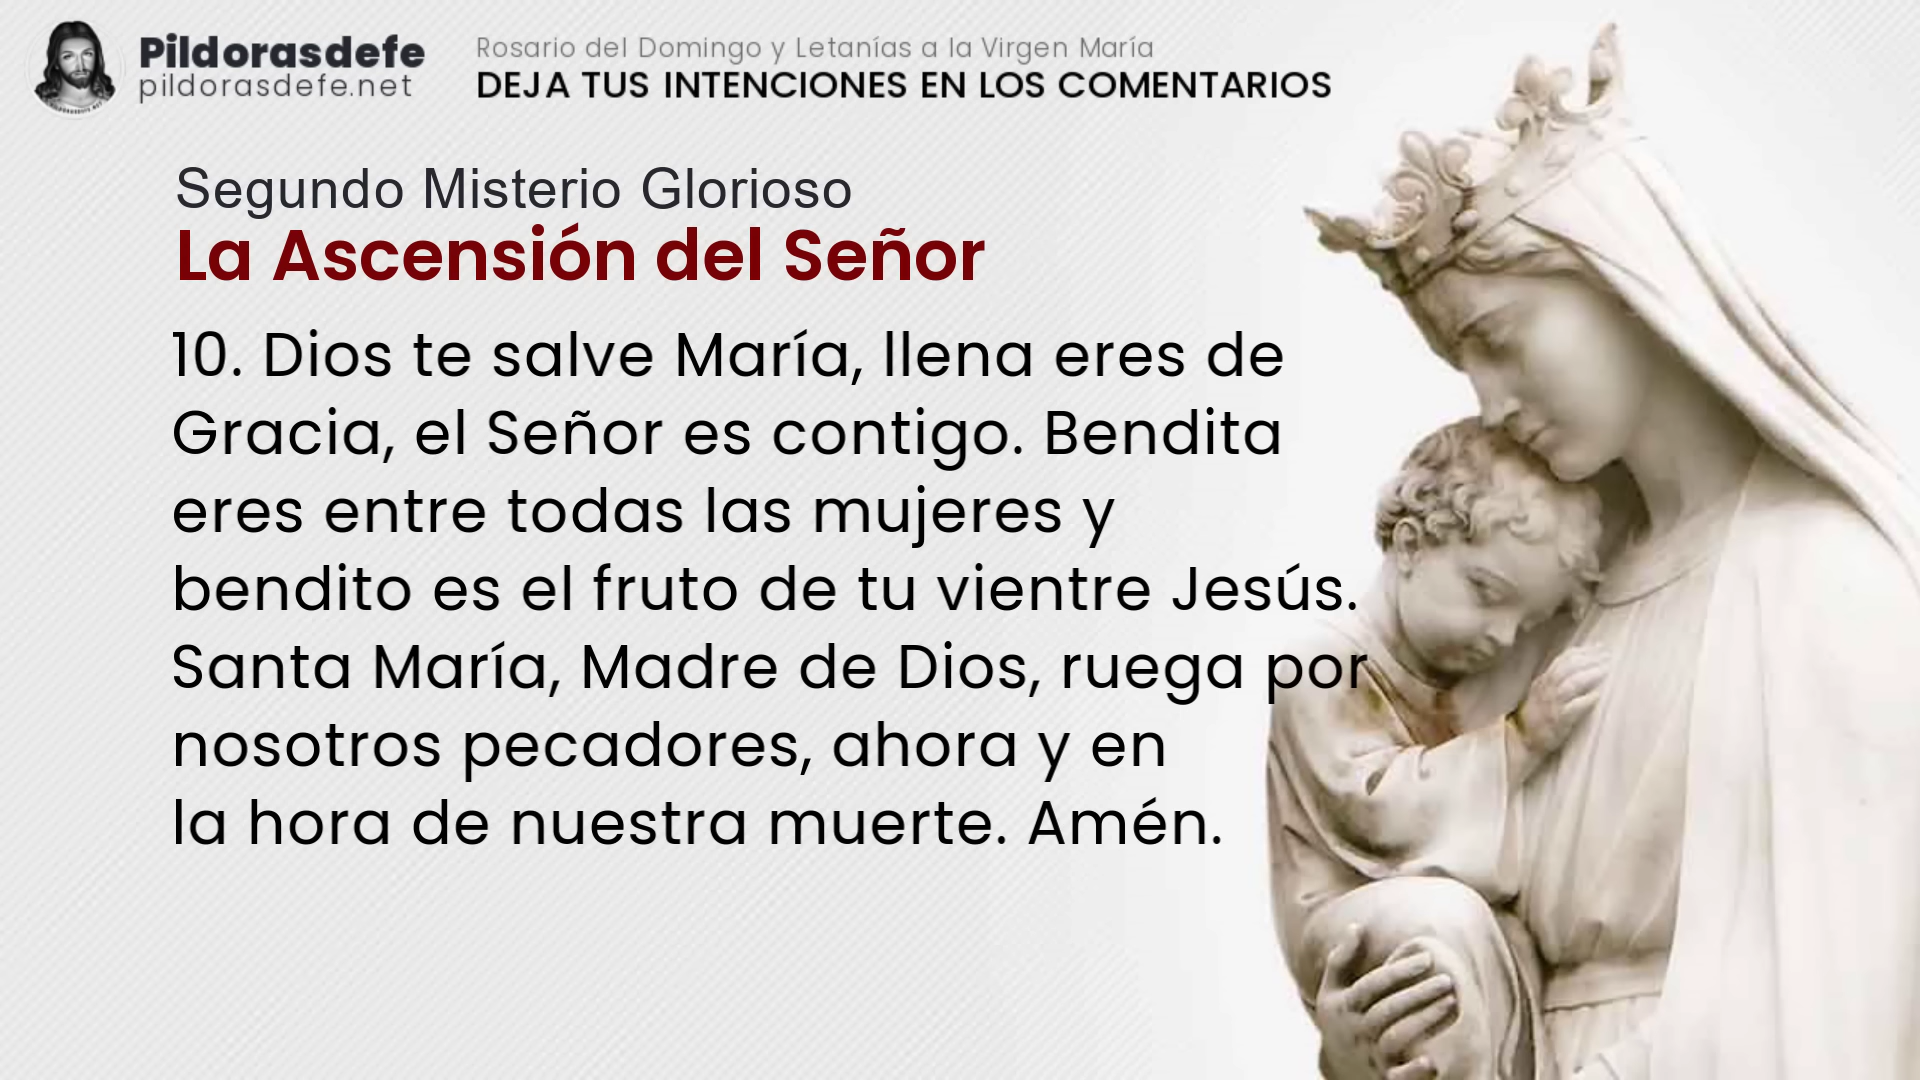 Pildorasdefe
pildorasdefe.net
Rosario del Domingo y Letanías a la Virgen María
DEJA TUS INTENCIONES EN LOS COMENTARIOS
Segundo Misterio Glorioso
La Ascensión del Señor
10. Dios te salve María, llena eres de
Gracia, el Señor es contigo. Bendita
eres entre todas las mujeres y
bendito es el fruto de tu vientre Jesús.
Santa María, Madre de Dios, ruega por
nosotros pecadores, ahora y en
la hora de nuestra muerte. Amén.